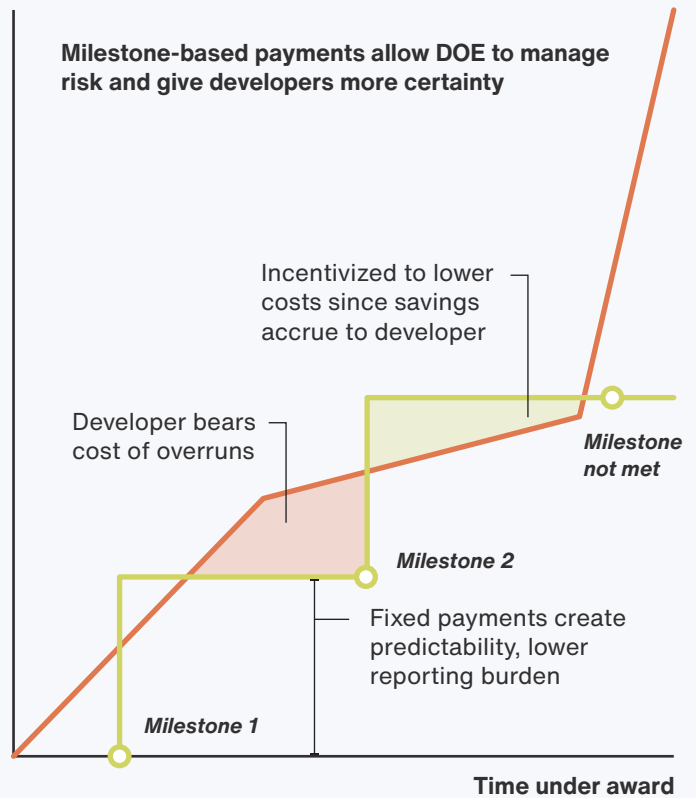 Milestone-based payments allow DOE to manage
risk and give developers more certainty
Incentivized to lower
costs since savings
accrue to developer
Developer bears
cost of overruns
Milestone
not met
Milestone 2
Fixed payments create
predictability, lower
reporting burden
Milestone 1
Time under award